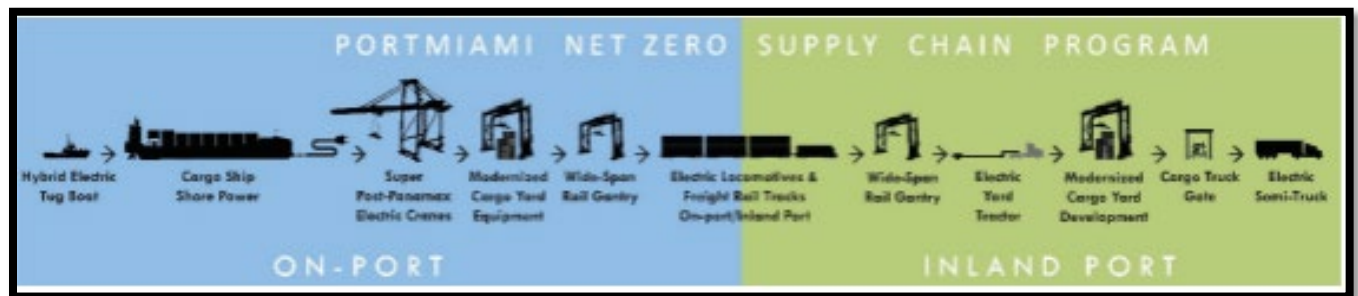 PORTMIAMI NET ZERO SUPPLY CHAIN PROGRAM
Hybrid Electric
Tug Boat
Cargo Ship
Shore Power
Super
Post-Panamax
Electric Cranes
Modernized
Cargo Yard
Equipment
Wide-Span
Rail Gantry
Electric Locomotives &
Freight Rail Tracks
On-port/Inland Port
Wide-Span
Rail Gantry
Electric
Yard
Tractor
Modernized
Cargo Yard
Development
Cargo Truck
Gate
Electric
Semi-Truck
ON-PORT
INLAND PORT